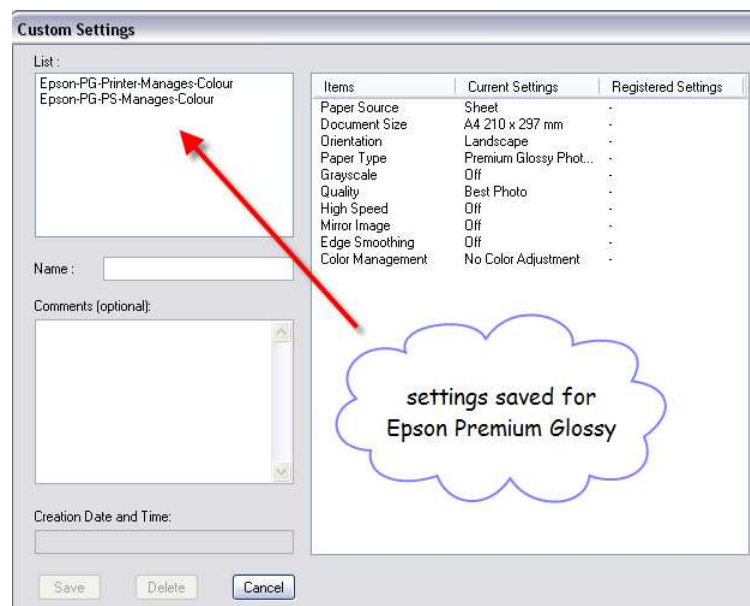 Custom Settings
List :
Epson-PG-Printer-Manages-Colour
Epson-PG-PS-Manages-Colour
Items Current Settings Registered Settings
Paper Source Sheet -
Document Size A4 210 x 297 mm -
Orientation Landscape -
Paper Type Premium Glossy Phot... -
Grayscale Off -
Quality Best Photo -
High Speed Off -
Mirror Image Off -
Edge Smoothing Off -
Color Management No Color Adjustment -
Name :
Comments (optional):
settings saved for
Epson Premium Glossy
Creation Date and Time:
Save Delete Cancel